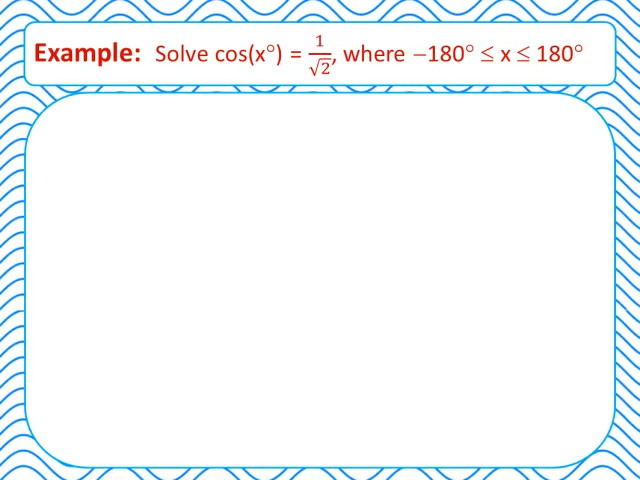 Example: Solve cos(x°) = 1/√2, where −180° ≤ x ≤ 180°